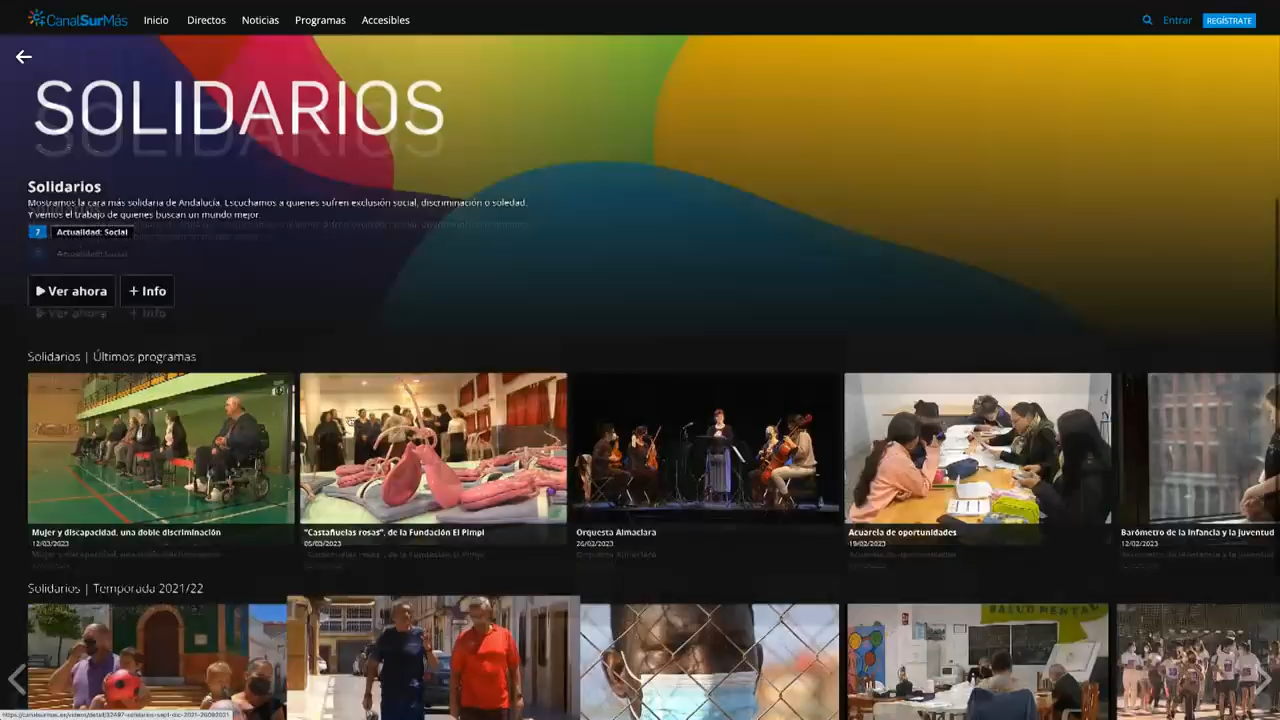 CanalSurMás
Inicio
Directos
Noticias
Programas
Accesibles
Entrar
REGÍSTRATE
SOLIDARIOS
Solidarios
Mostramos la cara más solidaria de Andalucía. Escuchamos a quienes sufren exclusión social, discriminación o soledad.
Y vemos el trabajo de quienes buscan un mundo mejor.
7
Actualidad: Social
Ver ahora
+ Info
Solidarios | Últimos programas
Mujer y discapacidad, una doble discriminación
12/03/2023
"Castañuelas rosas", de la Fundación El Pimpi
05/03/2023
Orquesta Almaclara
26/02/2023
Acuarela de oportunidades
19/02/2023
Barómetro de la infancia y la juventud
12/02/2023
Solidarios | Temporada 2021/22
SALUD MENTAL